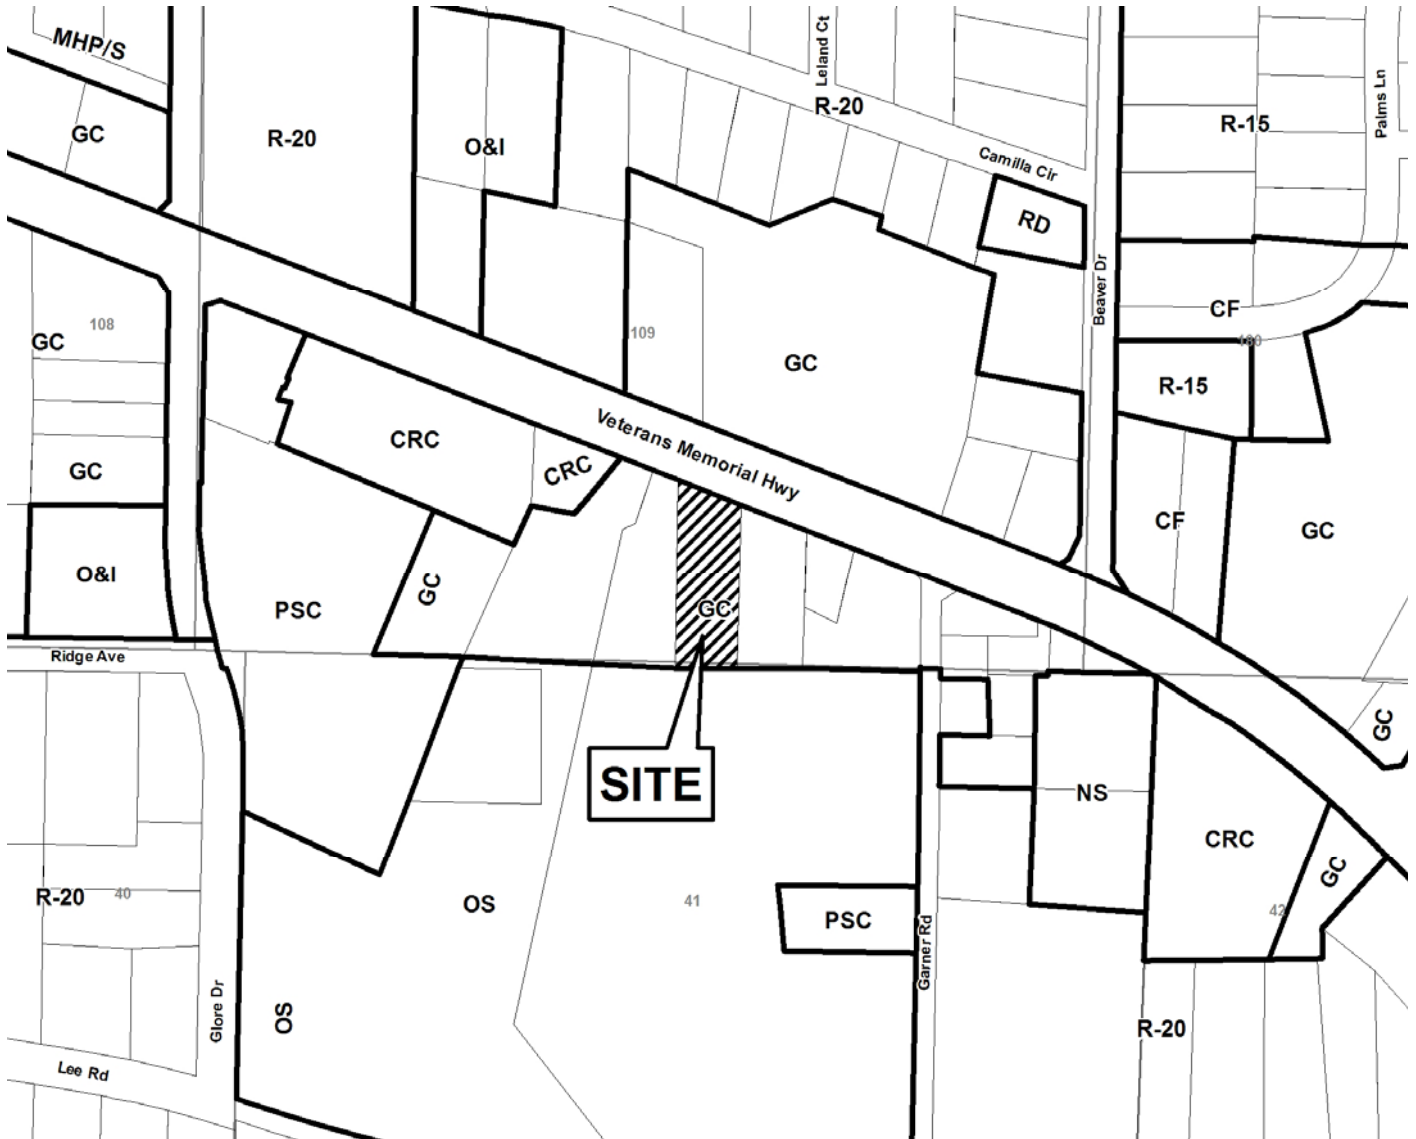 MHP/S
Leland Ct
Palms Ln
R-20
R-15
GC
R-20
O&I
Camilla Cir
RD
Beaver Dr
CF
108
109
180
GC
GC
R-15
CRC
Veterans Memorial Hwy
CRC
GC
CF
GC
O&I
GC
PSC
GC
Ridge Ave
GC
SITE
NS
CRC
GC
R-20
40
OS
41
PSC
42
Garner Rd
Glore Dr
OS
R-20
Lee Rd